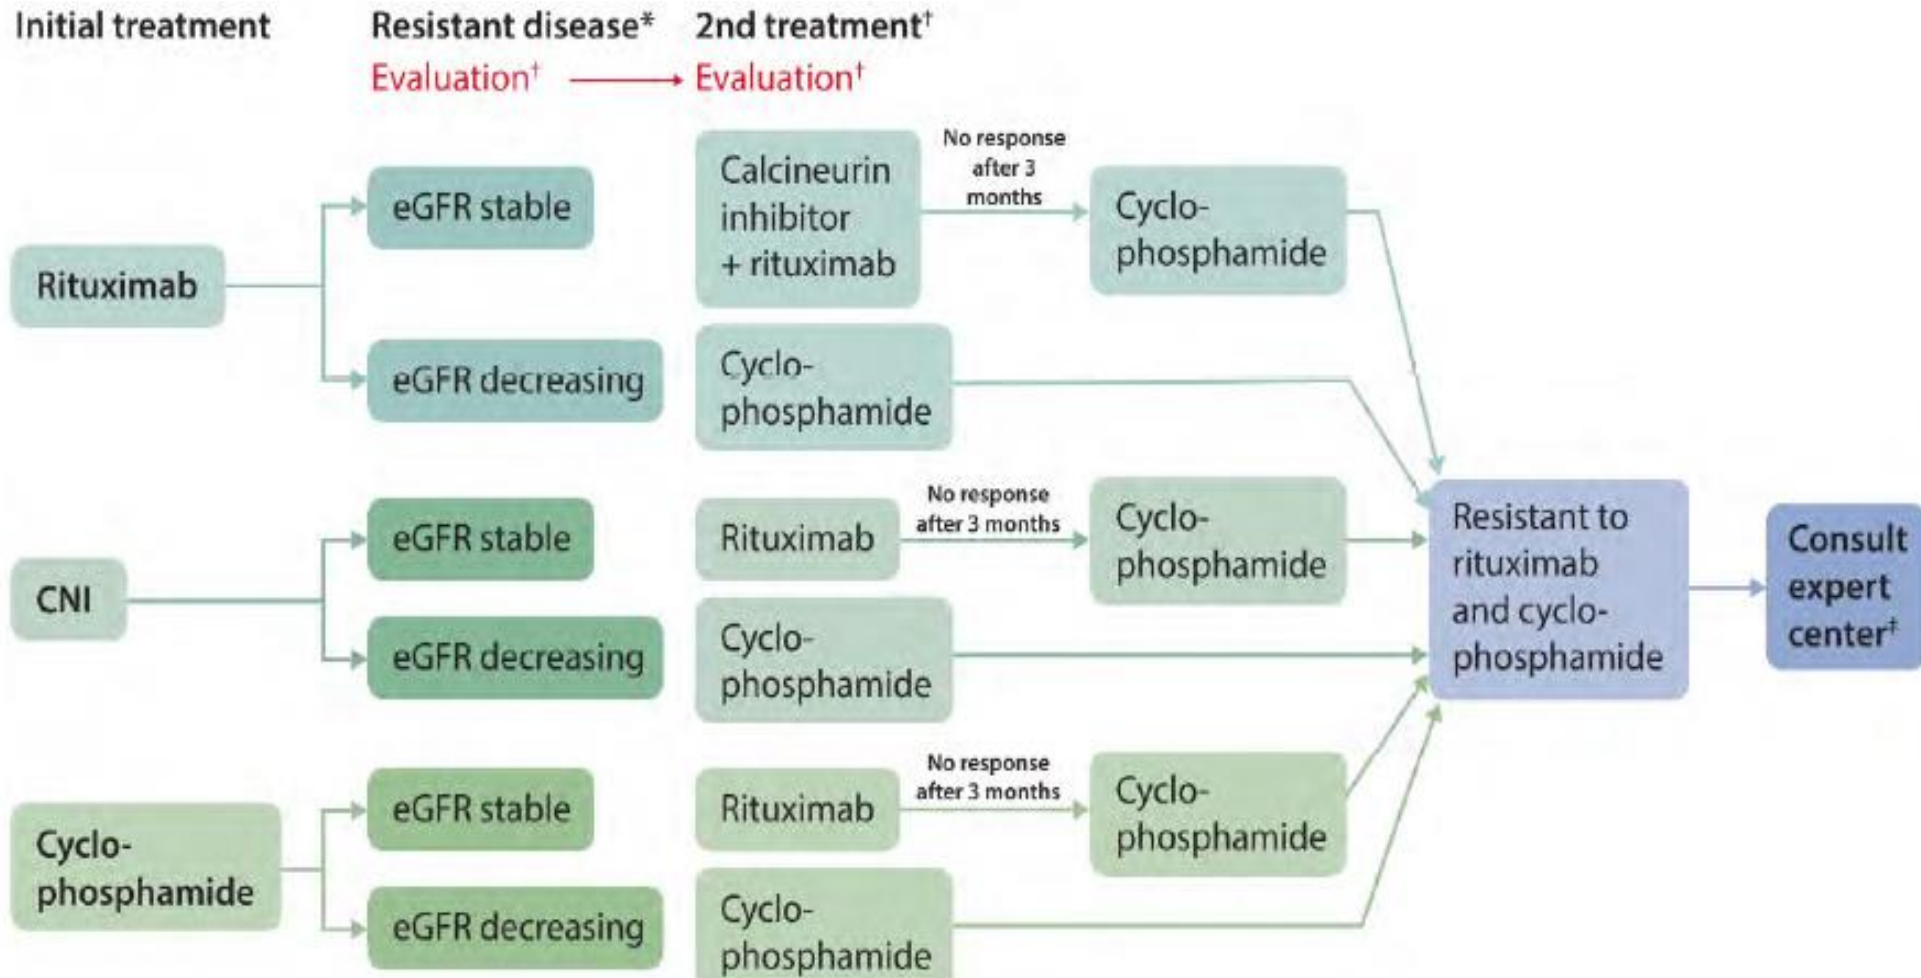 Initial treatment
Resistant disease*
2nd treatment†
Evaluation†
Evaluation†
Rituximab
eGFR stable
Calcineurin
inhibitor
+ rituximab
No response
after 3
months
Cyclo-
phosphamide
eGFR decreasing
Cyclo-
phosphamide
CNI
eGFR stable
Rituximab
No response
after 3 months
Cyclo-
phosphamide
eGFR decreasing
Cyclo-
phosphamide
Cyclo-
phosphamide
eGFR stable
Rituximab
No response
after 3 months
Cyclo-
phosphamide
eGFR decreasing
Cyclo-
phosphamide
Resistant to
rituximab
and cyclo-
phosphamide
Consult
expert
center‡